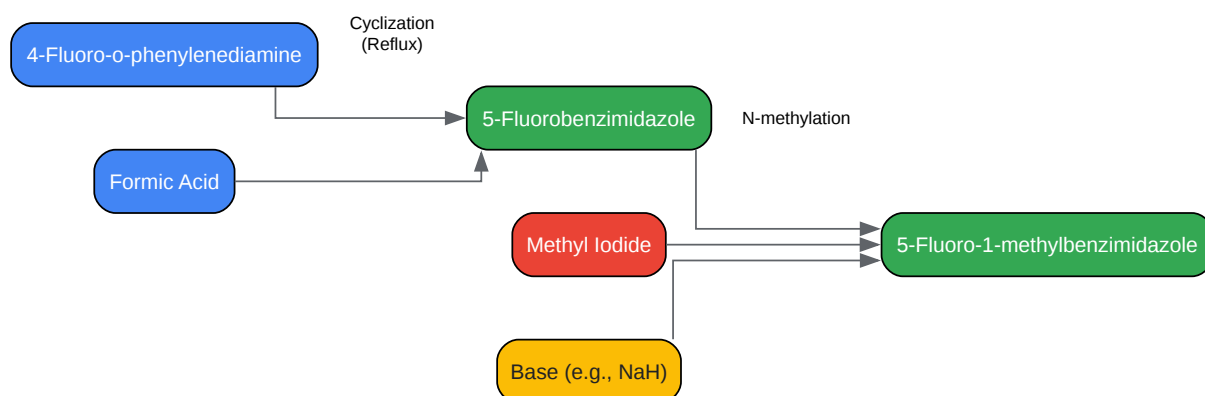 Cyclization
(Reflux)
4-Fluoro-o-phenylenediamine
5-Fluorobenzimidazole
N-methylation
Formic Acid
Methyl Iodide
5-Fluoro-1-methylbenzimidazole
Base (e.g., NaH)